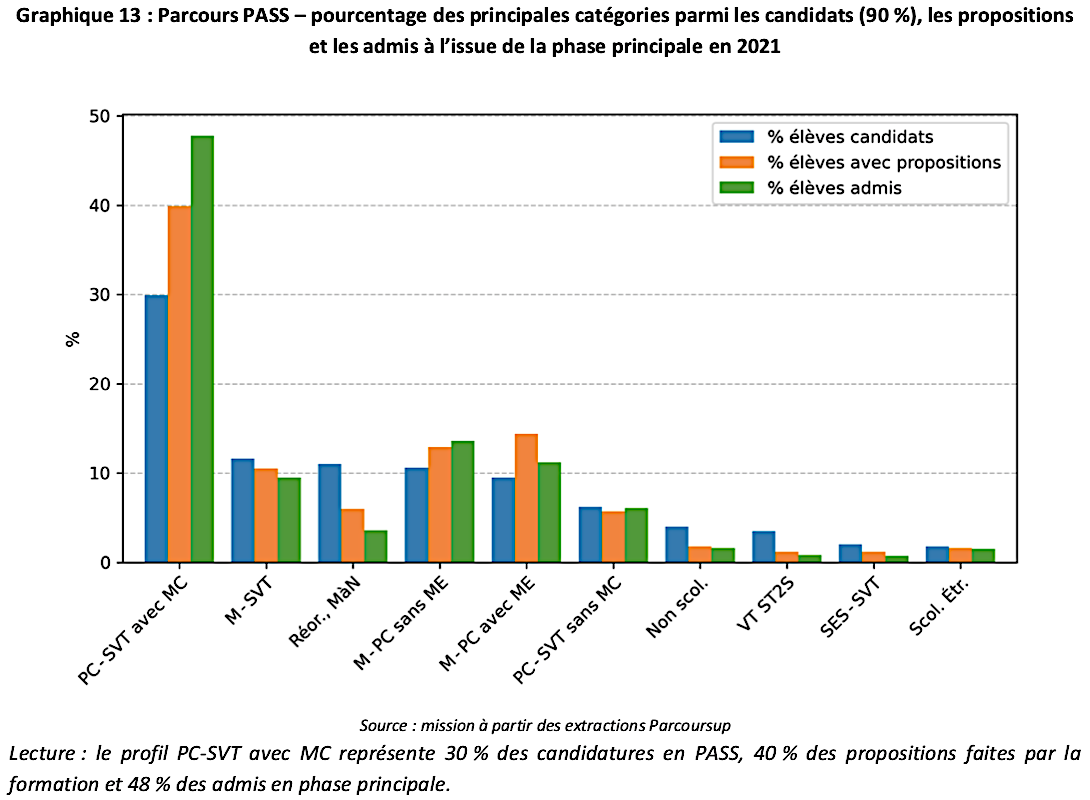 Graphique 13 : Parcours PASS – pourcentage des principales catégories parmi les candidats (90 %), les propositions
et les admis à l’issue de la phase principale en 2021
50
40
30
20
10
0
%
% élèves candidats
% élèves avec propositions
% élèves admis
PC-SVT avec MC
M-SVT
Réor., MàN
M-PC sans ME
M-PC avec ME
PC-SVT sans MC
Non scol.
VT ST2S
SES-SVT
Scol. Étr.
Source : mission à partir des extractions Parcoursup
Lecture : le profil PC-SVT avec MC représente 30 % des candidatures en PASS, 40 % des propositions faites par la
formation et 48 % des admis en phase principale.